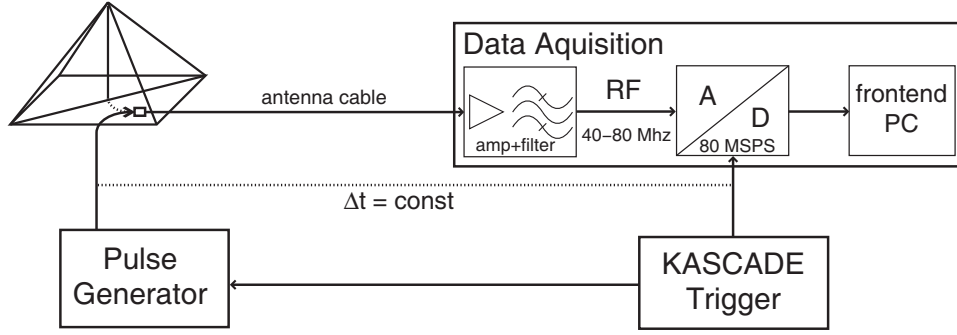 Data Aquisition
antenna cable
amp+filter
RF
40–80 Mhz
A
D
80 MSPS
frontend
PC
Δt = const
Pulse
Generator
KASCADE
Trigger